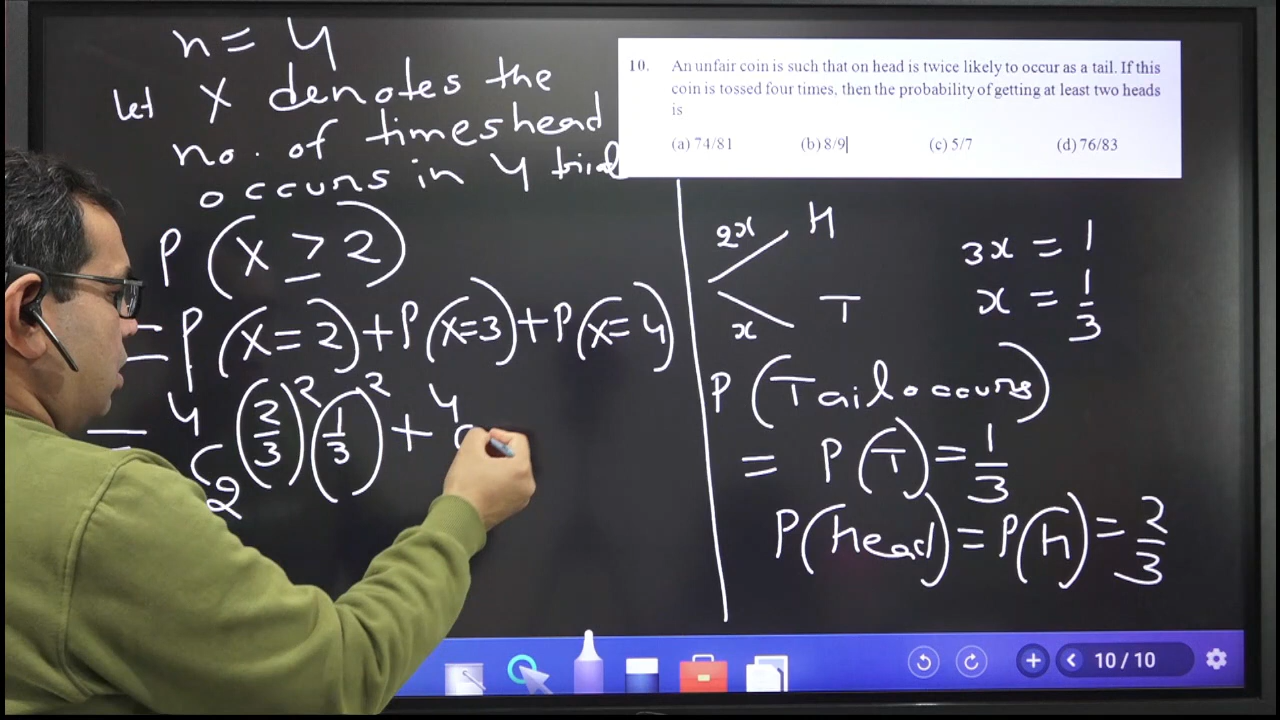 n = 4
let X denotes the
no. of times head
occurs in 4
P (X ≥ 2)
= P (X = 2) + P (X=3) + P (X= 4)
= 4C2 (2/3)² (1/3)² + 4
10. An unfair coin is such that on head is twice likely to occur as a tail. If this
coin is tossed four times, then the probability of getting at least two heads
is
(a) 74/81 (b) 8/9 (c) 5/7 (d) 76/83
2x H
x T
3x = 1
x = 1/3
P (Tail occurs)
= P (T) = 1/3
P (head) = P (h) = 2/3
10 / 10